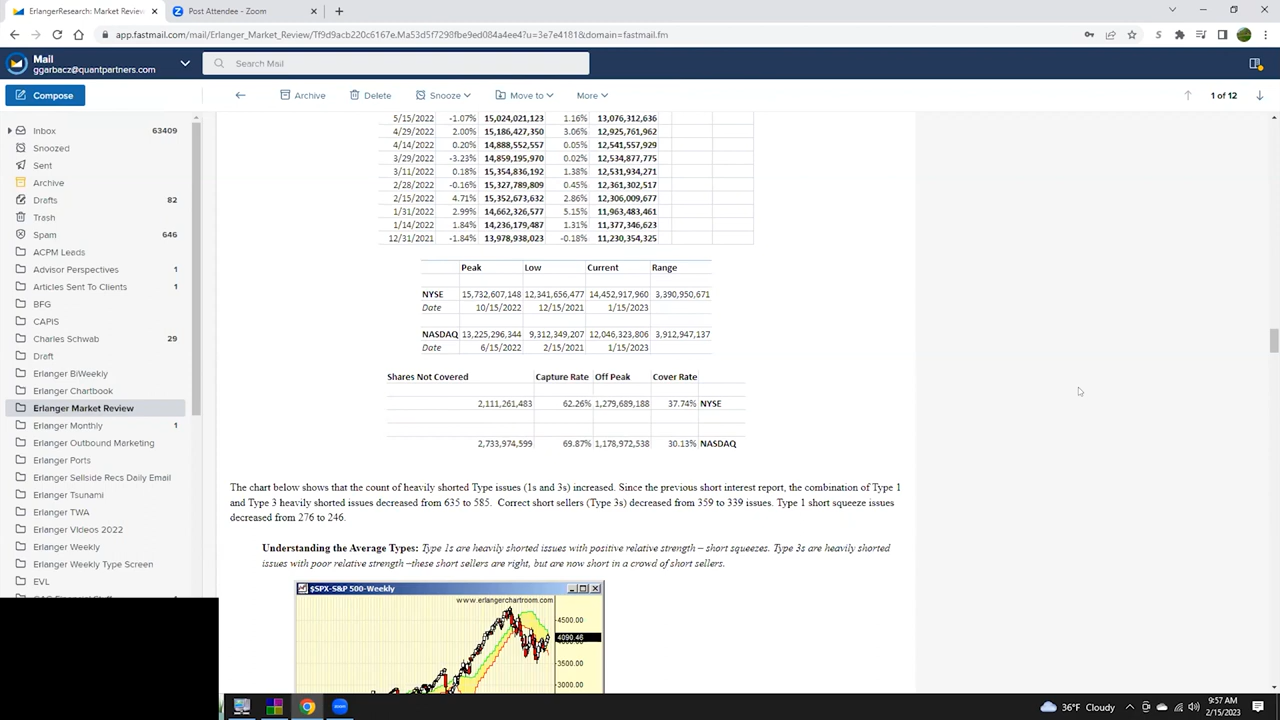 ErlangerResearch: Market Review
Post Attendee - Zoom
app.fastmail.com/mail/Erlanger_Market_Review/Tf9d9acb220c6167e.Ma53d5f7298fbe9ed084a4ee4?u=3e7e4181&domain=fastmail.fm
Mail
ggarbacz@quantpartners.com
Search Mail
Compose
Archive Delete Snooze Move to More 1 of 12
Inbox 63409
Snoozed
Sent
Archive
Drafts 82
Trash
Spam 646
ACPM Leads
Advisor Perspectives 1
Articles Sent To Clients 1
BFG
CAPIS
Charles Schwab 29
Draft
Erlanger BiWeekly
Erlanger Chartbook
Erlanger Market Review
Erlanger Monthly 1
Erlanger Outbound Marketing
Erlanger Ports
Erlanger Sellside Recs Daily Email
Erlanger Tsunami
Erlanger TWA
Erlanger VIdeos 2022
Erlanger Weekly
Erlanger Weekly Type Screen
EVL
5/15/2022 -1.07% 15,024,021,123 1.16% 13,076,312,636
4/29/2022 2.00% 15,186,427,350 3.06% 12,925,761,962
4/14/2022 0.20% 14,888,552,557 0.05% 12,541,557,929
3/29/2022 -3.23% 14,859,195,970 0.02% 12,534,877,775
3/11/2022 0.18% 15,354,836,192 1.38% 12,531,934,271
2/28/2022 -0.16% 15,327,789,809 0.45% 12,361,302,517
2/15/2022 4.71% 15,352,673,632 2.86% 12,306,009,677
1/31/2022 2.99% 14,662,326,577 5.15% 11,963,483,461
1/14/2022 1.84% 14,236,179,487 1.31% 11,377,346,623
12/31/2021 -1.84% 13,978,938,023 -0.18% 11,230,354,325
Peak Low Current Range
NYSE 15,732,607,148 12,341,656,477 14,452,917,960 3,390,950,671
Date 10/15/2022 12/15/2021 1/15/2023
NASDAQ 13,225,296,344 9,312,349,207 12,046,323,806 3,912,947,137
Date 6/15/2022 2/15/2021 1/15/2023
Shares Not Covered Capture Rate Off Peak Cover Rate
2,111,261,483 62.26% 1,279,689,188 37.74% NYSE
2,733,974,599 69.87% 1,178,972,538 30.13% NASDAQ
The chart below shows that the count of heavily shorted Type issues (1s and 3s) increased. Since the previous short interest report, the combination of Type 1
and Type 3 heavily shorted issues decreased from 635 to 585. Correct short sellers (Type 3s) decreased from 359 to 339 issues. Type 1 short squeeze issues
decreased from 276 to 246.
Understanding the Average Types: Type 1s are heavily shorted issues with positive relative strength – short squeezes. Type 3s are heavily shorted
issues with poor relative strength –these short sellers are right, but are now short in a crowd of short sellers.
$SPX-S&P 500-Weekly
www.erlangerchartroom.com
4500.00
4090.46
3500.00
3000.00
36°F Cloudy
9:57 AM
2/15/2023